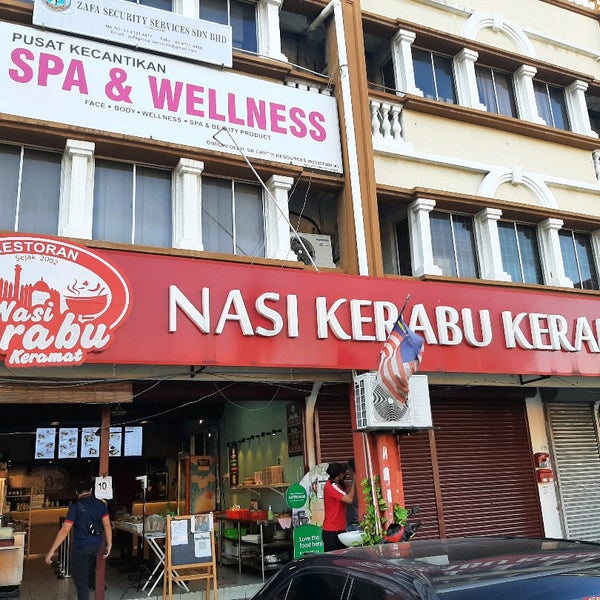 ZAFA SECURITY SERVICES SDN BHD
PUSAT KECANTIKAN
SPA & WELLNESS
FACE • BODY • WELLNESS • SPA & BEAUTY PRODUCT
RESTORAN
Sejak 2002
Nasi
Kerabu
Keramat
NASI KERABU KERA
10
Love the
food here?